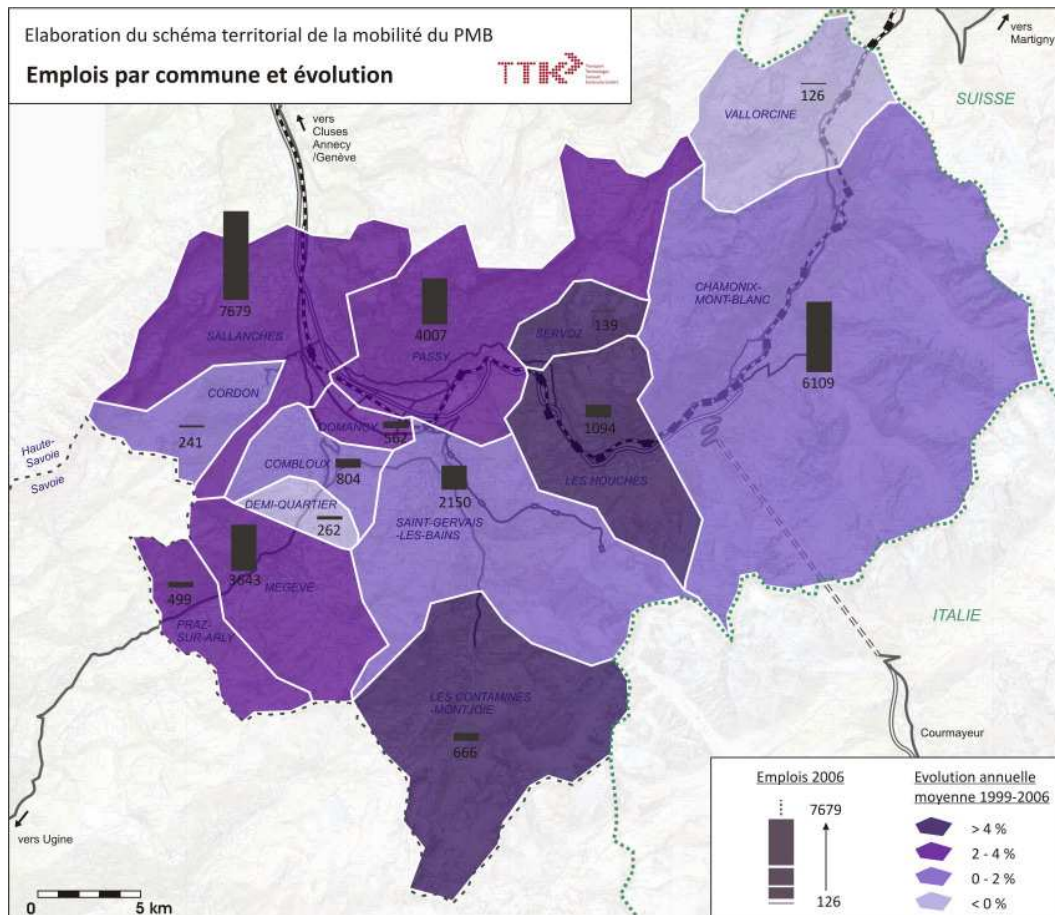 Elaboration du schéma territorial de la mobilité du PMB
Emplois par commune et évolution
TTK
vers
Martigny
SUISSE
vers
Cluses
Annecy
/Genève
126
VALLORCINE
7679
SALLANCHES
4007
PASSY
139
SERVOZ
CHAMONIX-
MONT-BLANC
6109
CORDON
241
DOMANCY
562
1094
LES HOUCHES
Haute-
Savoie
Savoie
COMBLOUX
804
2150
SAINT-GERVAIS
-LES-BAINS
DEMI-QUARTIER
262
3643
MEGEVE
499
PRAZ-
SUR-ARLY
ITALIE
LES CONTAMINES
-MONTJOIE
666
Courmayeur
vers Ugine
0 5 km
Emplois 2006
7679
126
Evolution annuelle
moyenne 1999-2006
> 4 %
2 - 4 %
0 - 2 %
< 0 %